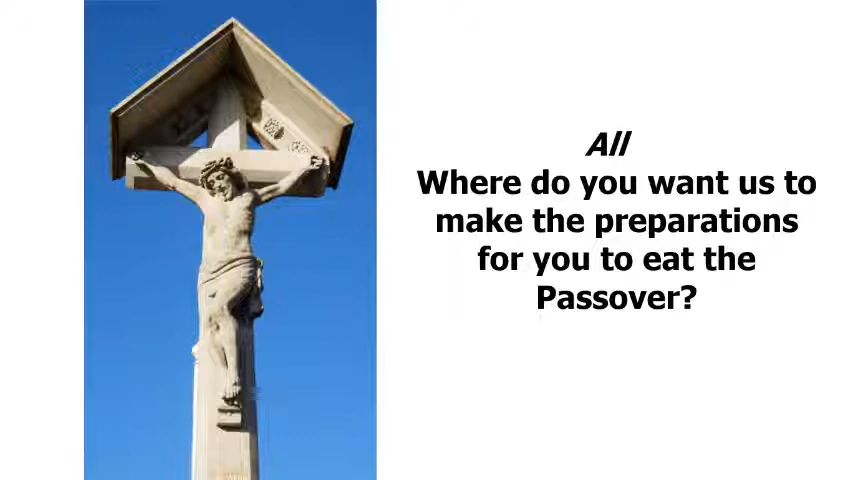 All
Where do you want us to
make the preparations
for you to eat the
Passover?